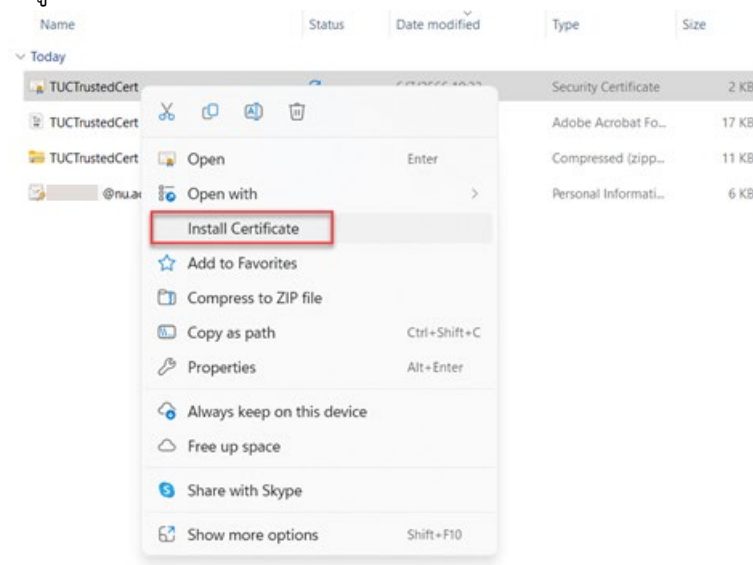 Name Status Date modified Type Size
Today
TUCTrustedCert Security Certificate 2 KB
TUCTrustedCert Adobe Acrobat Fo... 17 KB
TUCTrustedCert Compressed (zipp... 11 KB
@nu.ac Personal Informati... 6 KB
Open Enter
Open with
Install Certificate
Add to Favorites
Compress to ZIP file
Copy as path Ctrl+Shift+C
Properties Alt+Enter
Always keep on this device
Free up space
Share with Skype
Show more options Shift+F10